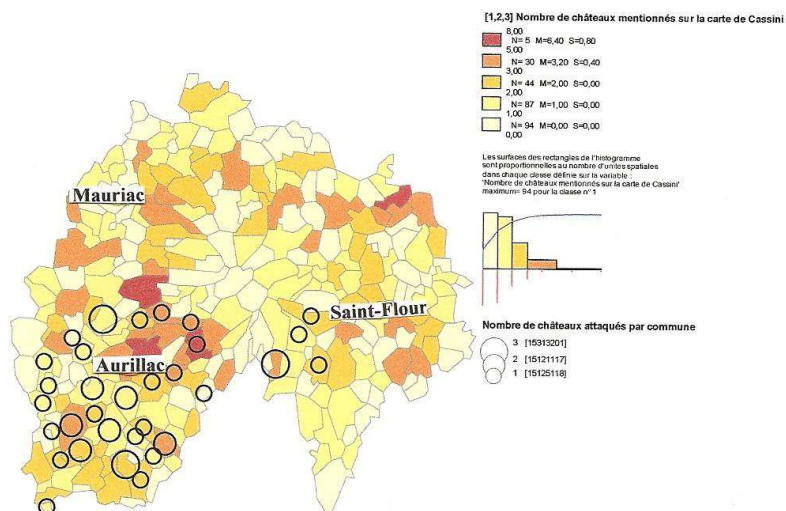 [1,2,3] Nombre de châteaux mentionnés sur la carte de Cassini
8,00
N= 5 M=6,40 S=0,80
5,00
N= 30 M=3,20 S=0,40
3,00
N= 44 M=2,00 S=0,00
2,00
N= 87 M=1,00 S=0,00
1,00
N= 94 M=0,00 S=0,00
0,00
Les surfaces des rectangles de l'histogramme
sont proportionnelles au nombre d'unites spatiales
dans chaque classe définie sur la variable :
'Nombre de châteaux mentionnés sur la carte de Cassini'
maximum= 94 pour la classe n° 1
Mauriac
Saint-Flour
Aurillac
Nombre de châteaux attaqués par commune
3 [15313201]
2 [15121117]
1 [15125118]